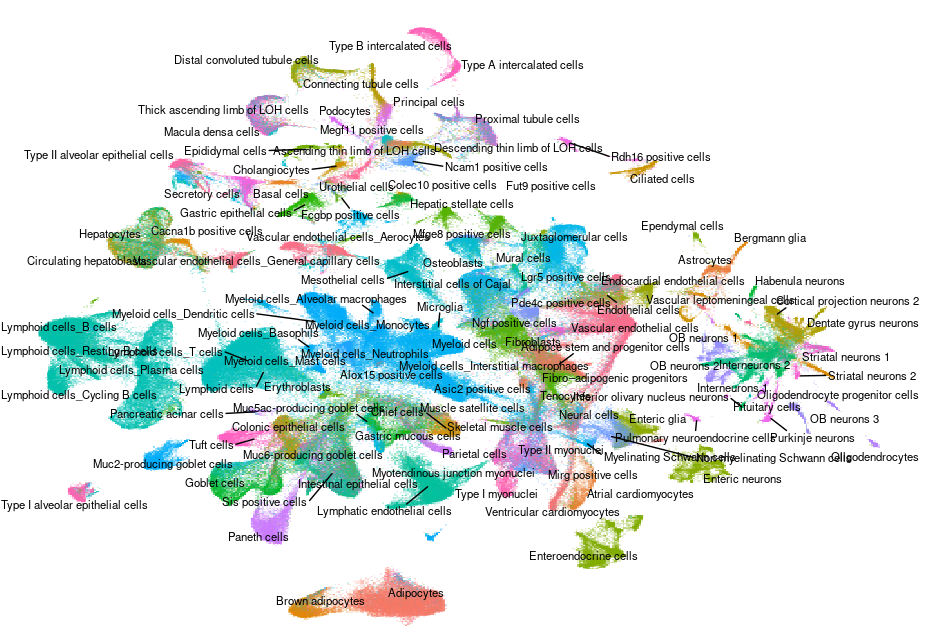 Type B intercalated cells
Distal convoluted tubule cells
Type A intercalated cells
Connecting tubule cells
Principal cells
Thick ascending limb of LOH cells
Podocytes
Proximal tubule cells
Macula densa cells
Megf11 positive cells
Type II alveolar epithelial cells
Epididymal cells
Ascending thin limb of LOH cells
Descending thin limb of LOH cells
Rdh16 positive cells
Cholangiocytes
Ncam1 positive cells
Ciliated cells
Secretory cells
Basal cells
Urothelial cells
Colec10 positive cells
Fut9 positive cells
Gastric epithelial cells
Fcgbp positive cells
Hepatic stellate cells
Hepatocytes
Cacna1b positive cells
Vascular endothelial cells_Aerocytes
Mfge8 positive cells
Juxtaglomerular cells
Ependymal cells
Bergmann glia
Circulating hepatoblasts
Vascular endothelial cells_General capillary cells
Osteoblasts
Mural cells
Astrocytes
Mesothelial cells
Interstitial cells of Cajal
Lgr5 positive cells
Endocardial endothelial cells
Habenula neurons
Myeloid cells_Alveolar macrophages
Microglia
Pde4c positive cells
Endothelial cells
Vascular leptomeningeal cells
Cortical projection neurons 2
Myeloid cells_Dendritic cells
Lymphoid cells_B cells
Myeloid cells_Basophils
Myeloid cells_Monocytes
Ngf positive cells
Vascular endothelial cells
Dentate gyrus neurons
Lymphoid cells_T cells
Myeloid cells_Neutrophils
Myeloid cells
Fibroblasts
Adipoce stem and progenitor cells
OB neurons 1
Striatal neurons 1
Lymphoid cells_Plasma cells
Myeloid cells_Mast cells
Myeloid cells_Interstitial macrophages
OB neurons 2
Interneurons 2
Striatal neurons 2
Alox15 positive cells
Fibro-adipogenic progenitors
Lymphoid cells_Cycling B cells
Lymphoid cells
Erythroblasts
Asic2 positive cells
Tenocytes
Inferior olivary nucleus neurons
Interneurons 1
Oligodendrocyte progenitor cells
Pancreatic acinar cells
Muc5ac-producing goblet cells
Chief cells
Muscle satellite cells
Neural cells
Enteric glia
Pituitary cells
OB neurons 3
Colonic epithelial cells
Gastric mucous cells
Skeletal muscle cells
Pulmonary neuroendocrine cells
Purkinje neurons
Tuft cells
Muc6-producing goblet cells
Parietal cells
Type II myonuclei
Myelinating Schwann cells
Oligodendrocytes
Muc2-producing goblet cells
Myotendinous junction myonuclei
Mirg positive cells
Enteric neurons
Goblet cells
Intestinal epithelial cells
Type I alveolar epithelial cells
Sis positive cells
Type I myonuclei
Atrial cardiomyocytes
Lymphatic endothelial cells
Ventricular cardiomyocytes
Paneth cells
Enteroendocrine cells
Brown adipocytes
Adipocytes